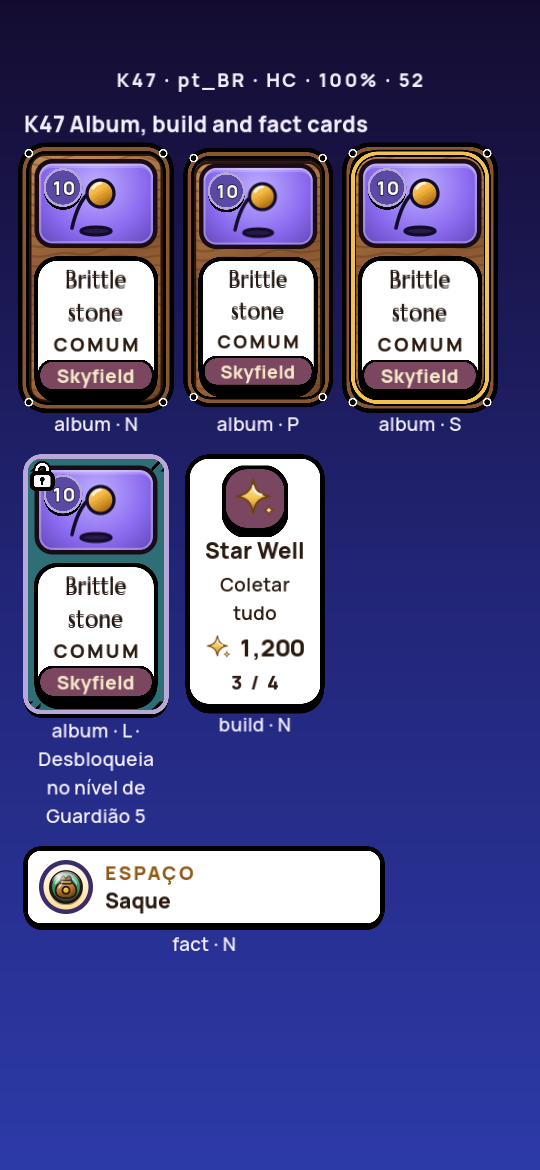 K47 · pt_BR · HC · 100% · 52
K47 Album, build and fact cards
10
Brittle
stone
COMUM
Skyfield
album · N
10
Brittle
stone
COMUM
Skyfield
album · P
10
Brittle
stone
COMUM
Skyfield
album · S
10
Brittle
stone
COMUM
Skyfield
album · L ·
Desbloqueia
no nível de
Guardião 5
Star Well
Coletar
tudo
1,200
3 / 4
build · N
ESPAÇO
Saque
fact · N